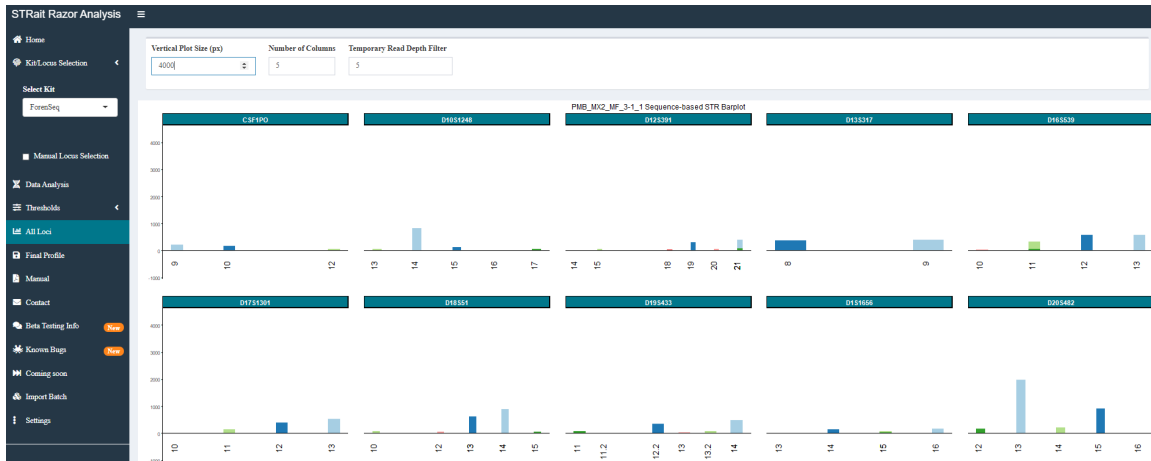 STRait Razor Analysis
Home
Kit/Locus Selection
Select Kit
ForenSeq
Manual Locus Selection
Data Analysis
Thresholds
All Loci
Final Profile
Manual
Contact
Beta Testing Info New
Known Bugs New
Coming soon
Import Batch
Settings
Vertical Plot Size (px) Number of Columns Temporary Read Depth Filter
4000 5 5
PMB_MX2_MF_3-1_1 Sequence-based STR Barplot
CSF1PO D10S1248 D12S391 D13S317 D16S539
4000
3000
2000
1000
0
-1000
9 10 12 13 14 15 16 17 14 15 18 19 20 21 8 9 10 11 12 13
D17S1301 D18S51 D19S433 D1S1656 D20S482
4000
3000
2000
1000
0
-1000
10 11 12 13 10 12 13 14 15 11 11.2 12.2 13 13.2 14 13 14 15 16 12 13 14 15 16